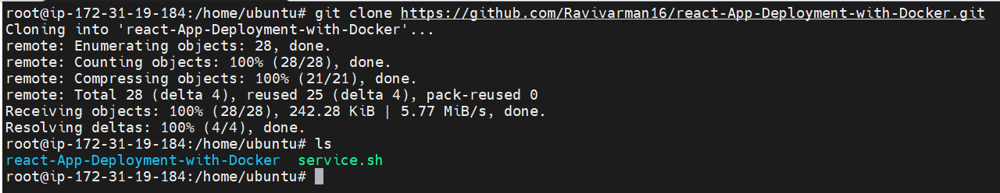 root@ip-172-31-19-184:/home/ubuntu# git clone https://github.com/Ravivarman16/react-App-Deployment-with-Docker.git
Cloning into 'react-App-Deployment-with-Docker'...
remote: Enumerating objects: 28, done.
remote: Counting objects: 100% (28/28), done.
remote: Compressing objects: 100% (21/21), done.
remote: Total 28 (delta 4), reused 25 (delta 4), pack-reused 0
Receiving objects: 100% (28/28), 242.28 KiB | 5.77 MiB/s, done.
Resolving deltas: 100% (4/4), done.
root@ip-172-31-19-184:/home/ubuntu# ls
react-App-Deployment-with-Docker  service.sh
root@ip-172-31-19-184:/home/ubuntu#